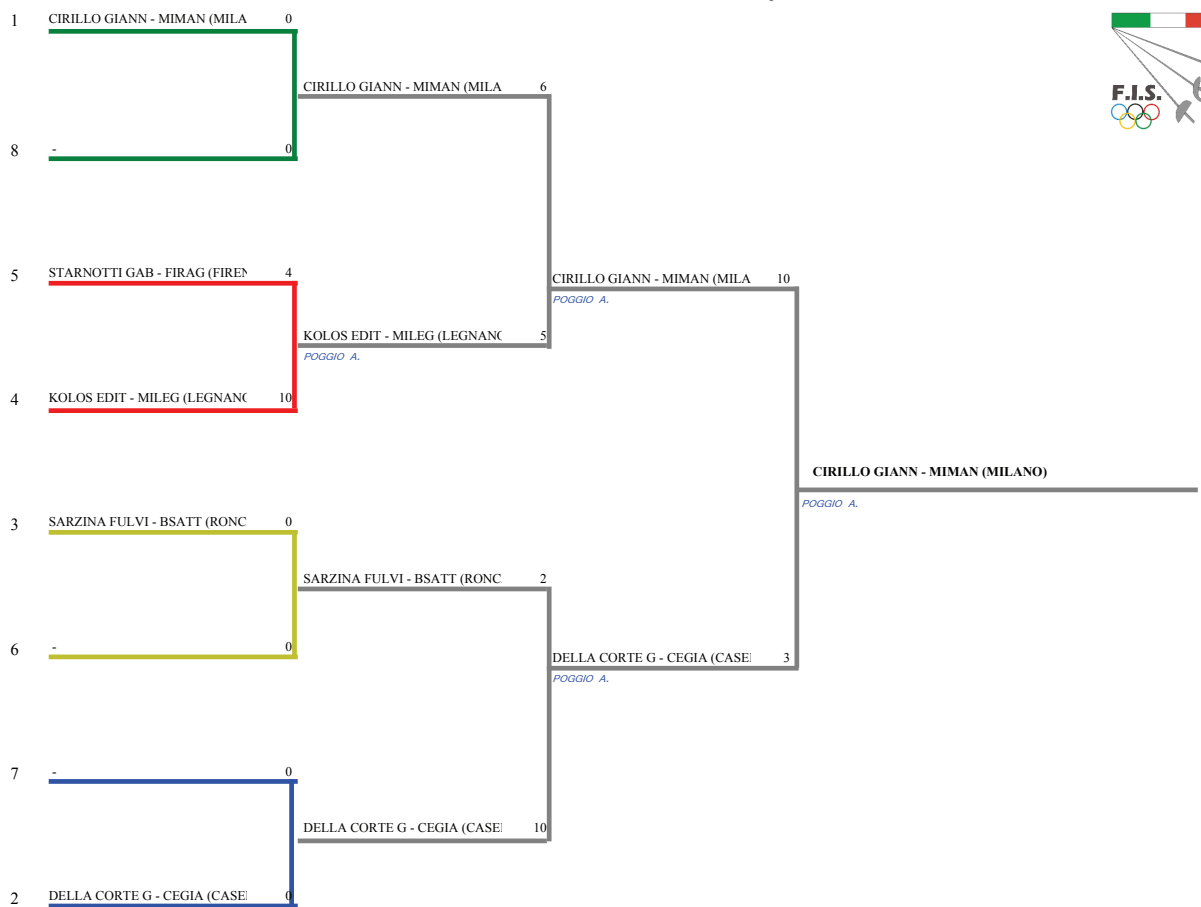 1 CIRILLO GIANN - MIMAN (MILA 0
CIRILLO GIANN - MIMAN (MILA 6
F.I.S.
8 - 0
5 STARNOTTI GAB - FIRAG (FIREN 4
CIRILLO GIANN - MIMAN (MILA 10
POGGIO A.
KOLOS EDIT - MILEG (LEGNANO 5
POGGIO A.
4 KOLOS EDIT - MILEG (LEGNANO 10
CIRILLO GIANN - MIMAN (MILANO)
POGGIO A.
3 SARZINA FULVI - BSATT (RONC 0
SARZINA FULVI - BSATT (RONC 2
6 - 0
DELLA CORTE G - CEGIA (CASE 3
POGGIO A.
7 - 0
DELLA CORTE G - CEGIA (CASE 10
2 DELLA CORTE G - CEGIA (CASE 0